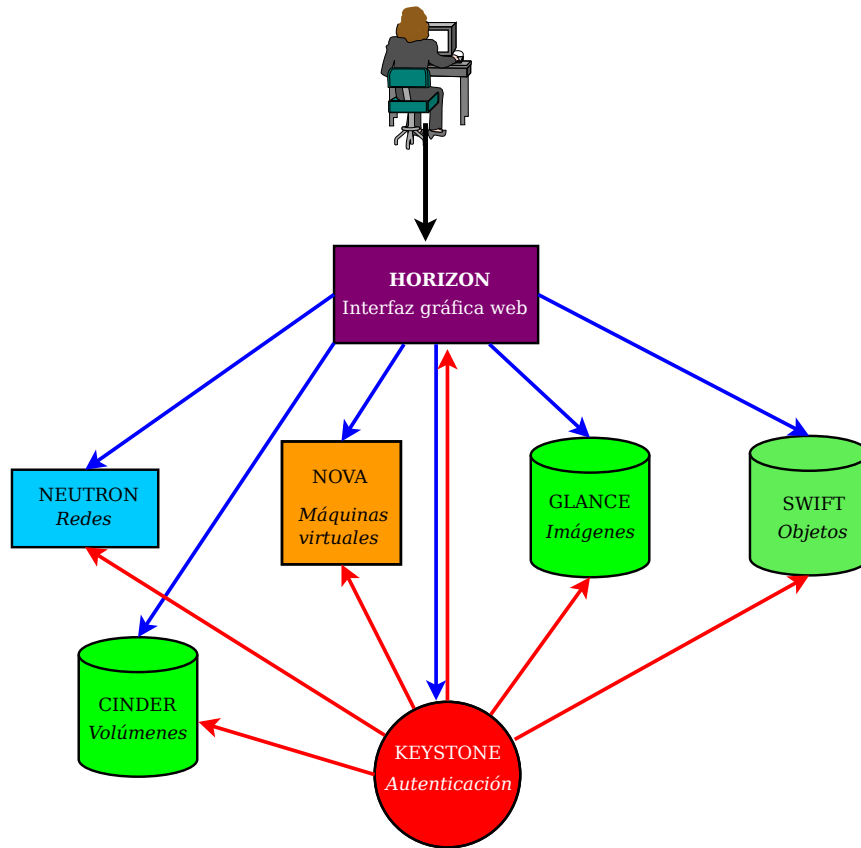 HORIZON
Interfaz gráfica web
NEUTRON
Redes
NOVA
Máquinas
virtuales
GLANCE
Imágenes
SWIFT
Objetos
CINDER
Volúmenes
KEYSTONE
Autenticación